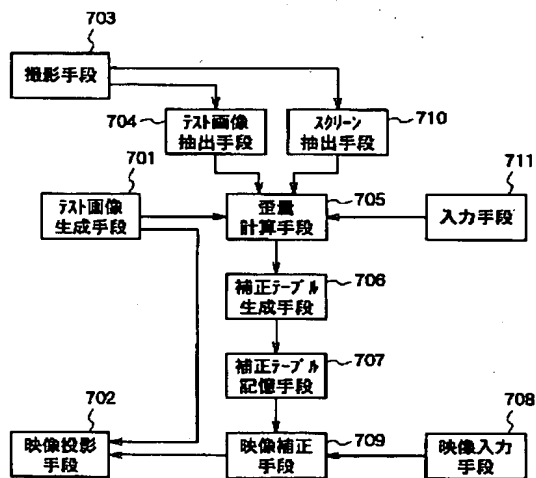 703
撮影手段
704
テスト画像
抽出手段
スクリーン
抽出手段
710
701
テスト画像
生成手段
歪量
計算手段
705
711
入力手段
補正テーブル
生成手段
706
補正テーブル
記憶手段
707
702
映像投影
手段
映像補正
手段
709
708
映像入力
手段